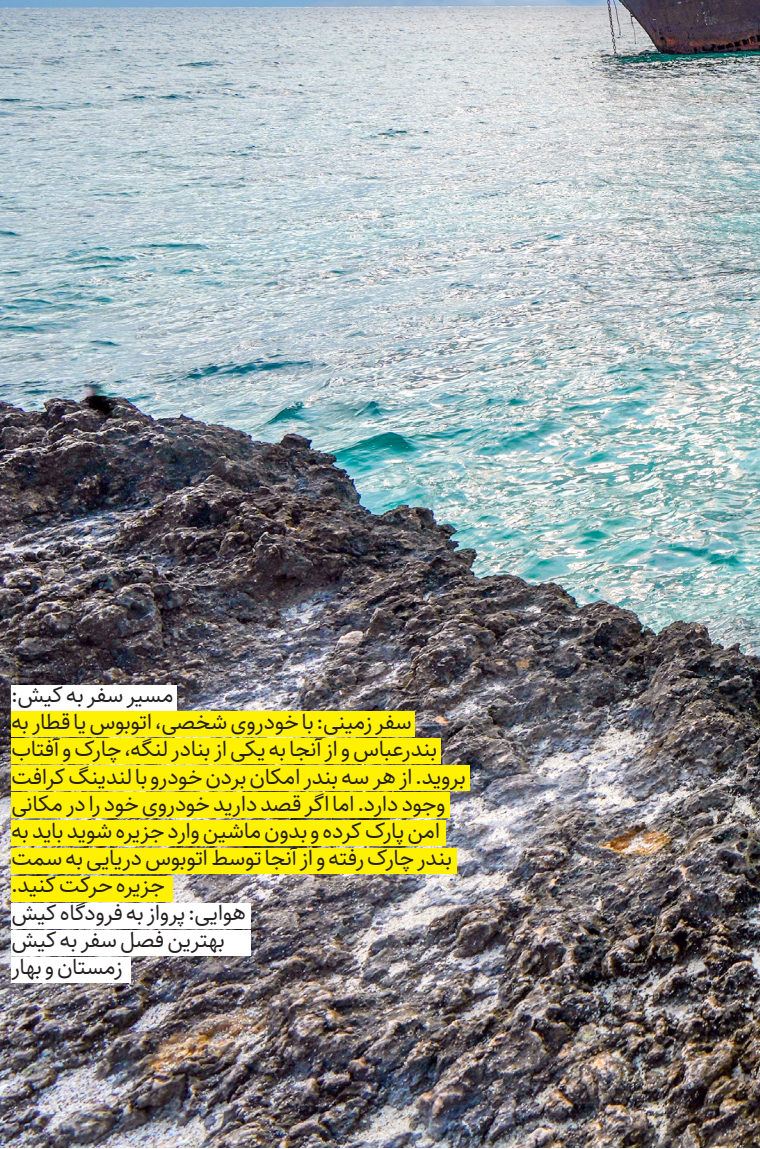 مسیر سفر به کیش:
سفر زمینی: با خودروی شخصی، اتوبوس یا قطار به
بندرعباس و از آنجا به یکی از بنادر لنگه، چارک و آفتاب
بروید. از هر سه بندر امکان بردن خودرو با لندینگ کرافت
وجود دارد. اما اگر قصد دارید خودروی خود را در مکانی
امن پارک کرده و بدون ماشین وارد جزیره شوید باید به
بندر چارک رفته و از آنجا توسط اتوبوس دریایی به سمت
جزیره حرکت کنید.
هوایی: پرواز به فرودگاه کیش
بهترین فصل سفر به کیش
زمستان و بهار